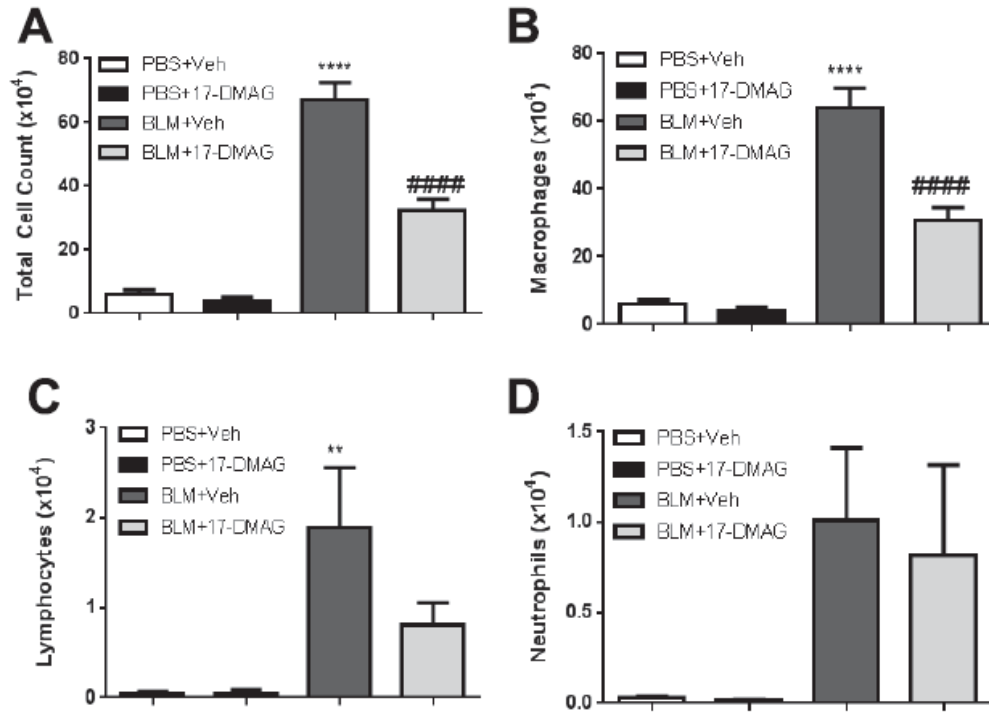 A
Total Cell Count (x10⁴)
80
60
40
20
0
PBS+Veh
PBS+17-DMAG
BLM+Veh
BLM+17-DMAG
****
####
B
Macrophages (x10⁴)
80
60
40
20
0
PBS+Veh
PBS+17-DMAG
BLM+Veh
BLM+17-DMAG
****
####
C
Lymphocytes (x10⁴)
3
2
1
0
PBS+Veh
PBS+17-DMAG
BLM+Veh
BLM+17-DMAG
**
D
Neutrophils (x10⁴)
1.5
1.0
0.5
0.0
PBS+Veh
PBS+17-DMAG
BLM+Veh
BLM+17-DMAG